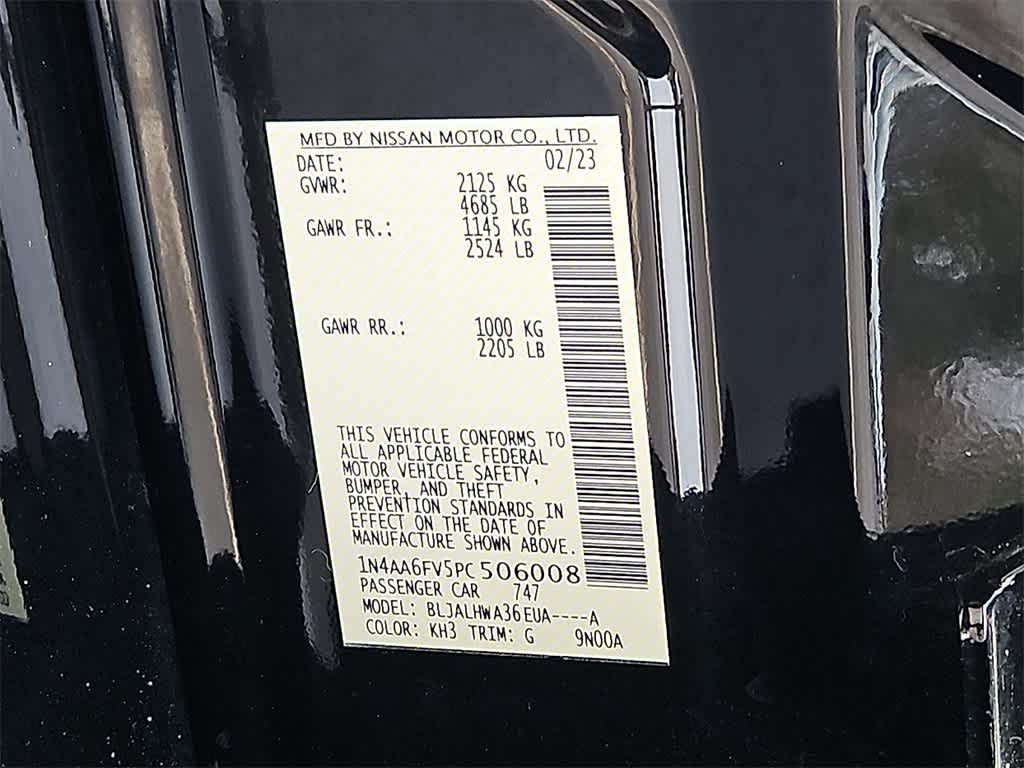 MFD BY NISSAN MOTOR CO., LTD.
DATE: 02/23
GVWR: 2125 KG
4685 LB
GAWR FR.: 1145 KG
2524 LB
GAWR RR.: 1000 KG
2205 LB
THIS VEHICLE CONFORMS TO
ALL APPLICABLE FEDERAL
MOTOR VEHICLE SAFETY,
BUMPER, AND THEFT
PREVENTION STANDARDS IN
EFFECT ON THE DATE OF
MANUFACTURE SHOWN ABOVE.
1N4AA6FV5PC506008
PASSENGER CAR 747
MODEL: BLJALHWA36EUA----A
COLOR: KH3 TRIM: G 9N00A